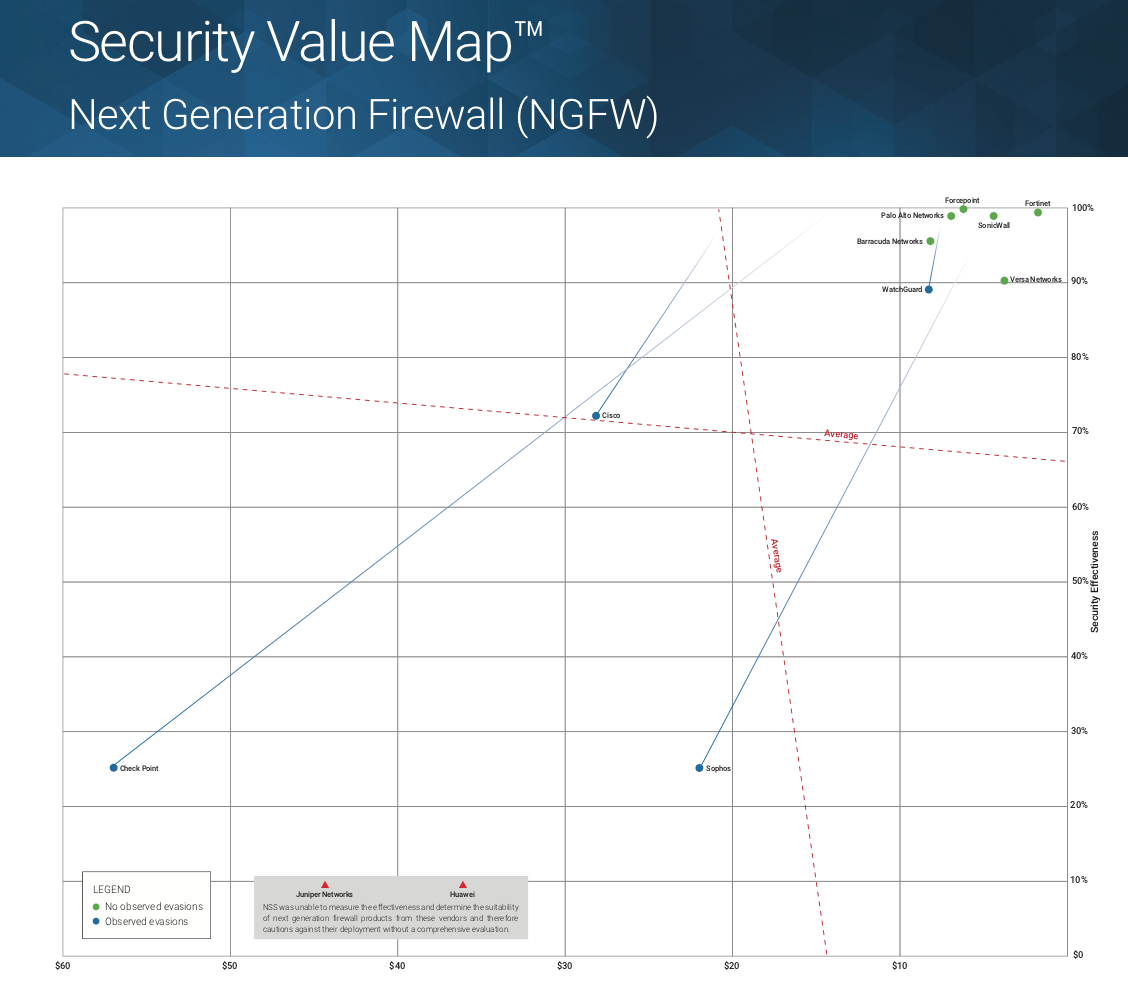 Security Value Map™
Next Generation Firewall (NGFW)
Forcepoint
Fortinet
100%
Palo Alto Networks
SonicWall
Barracuda Networks
Versa Networks
90%
WatchGuard
80%
Cisco
70%
Average
60%
Average
50%
Security Effectiveness
40%
30%
Check Point
Sophos
20%
10%
LEGEND
No observed evasions
Observed evasions
Juniper Networks
Huawei
NSS was unable to measure the effectiveness and determine the suitability
of next generation firewall products from these vendors and therefore
cautions against their deployment without a comprehensive evaluation.
$0
$60
$50
$40
$30
$20
$10